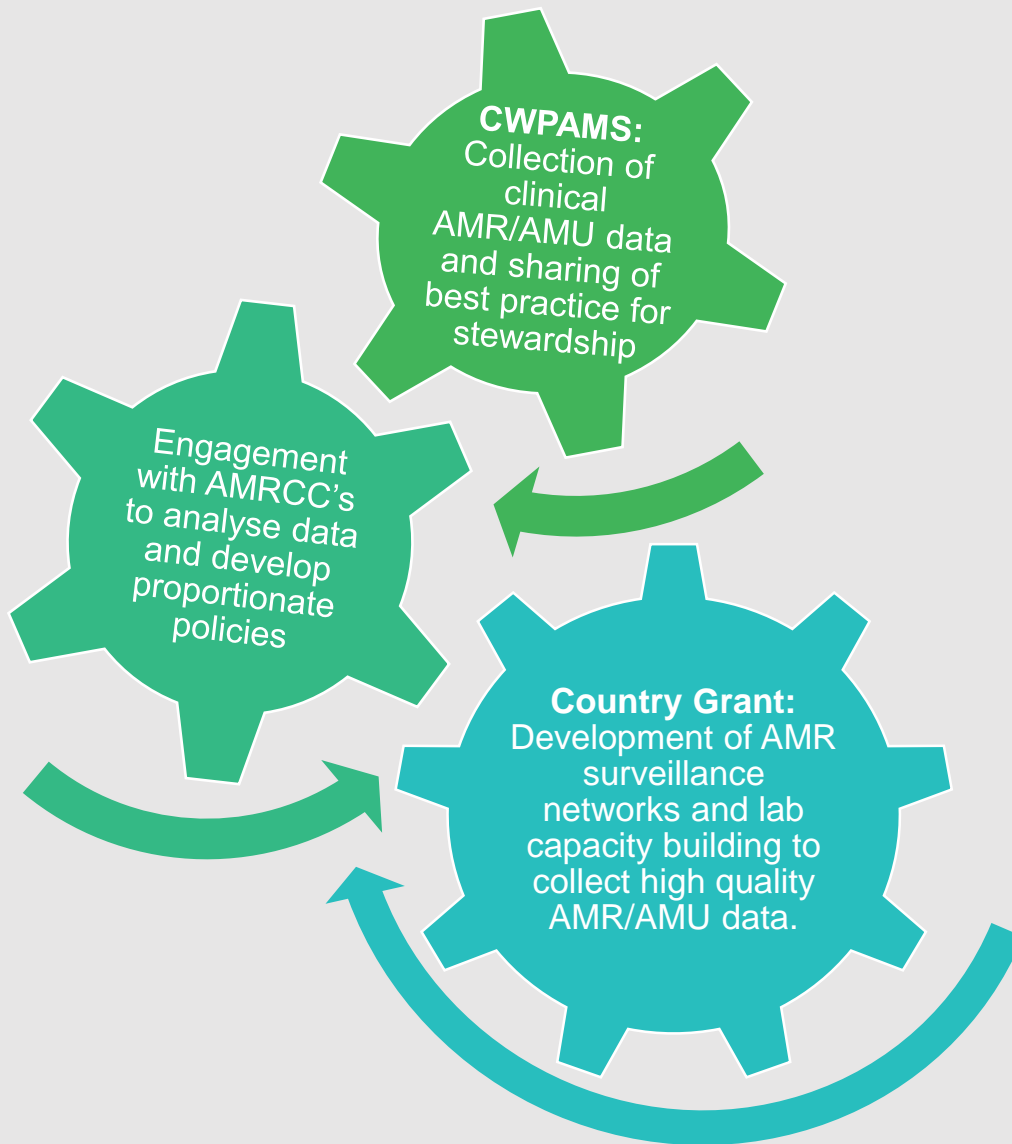 CWPAMS:
Collection of
clinical
AMR/AMU data
and sharing of
best practice for
stewardship
Engagement
with AMRCC’s
to analyse data
and develop
proportionate
policies
Country Grant:
Development of AMR
surveillance
networks and lab
capacity building to
collect high quality
AMR/AMU data.